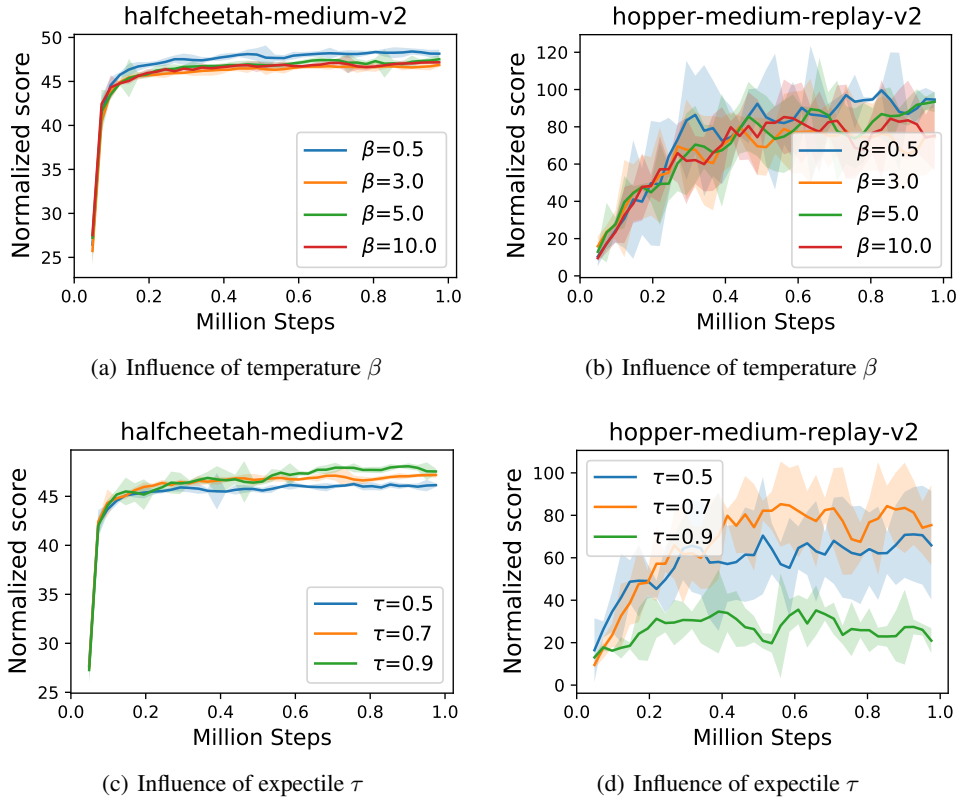 halfcheetah-medium-v2
50
45
40
35
30
25
0.0 0.2 0.4 0.6 0.8 1.0
Normalized score
Million Steps
β=0.5
β=3.0
β=5.0
β=10.0
(a) Influence of temperature β
hopper-medium-replay-v2
120
100
80
60
40
20
0
0.0 0.2 0.4 0.6 0.8 1.0
Normalized score
Million Steps
β=0.5
β=3.0
β=5.0
β=10.0
(b) Influence of temperature β
halfcheetah-medium-v2
45
40
35
30
25
0.0 0.2 0.4 0.6 0.8 1.0
Normalized score
Million Steps
τ=0.5
τ=0.7
τ=0.9
(c) Influence of expectile τ
hopper-medium-replay-v2
100
80
60
40
20
0
0.0 0.2 0.4 0.6 0.8 1.0
Normalized score
Million Steps
τ=0.5
τ=0.7
τ=0.9
(d) Influence of expectile τ